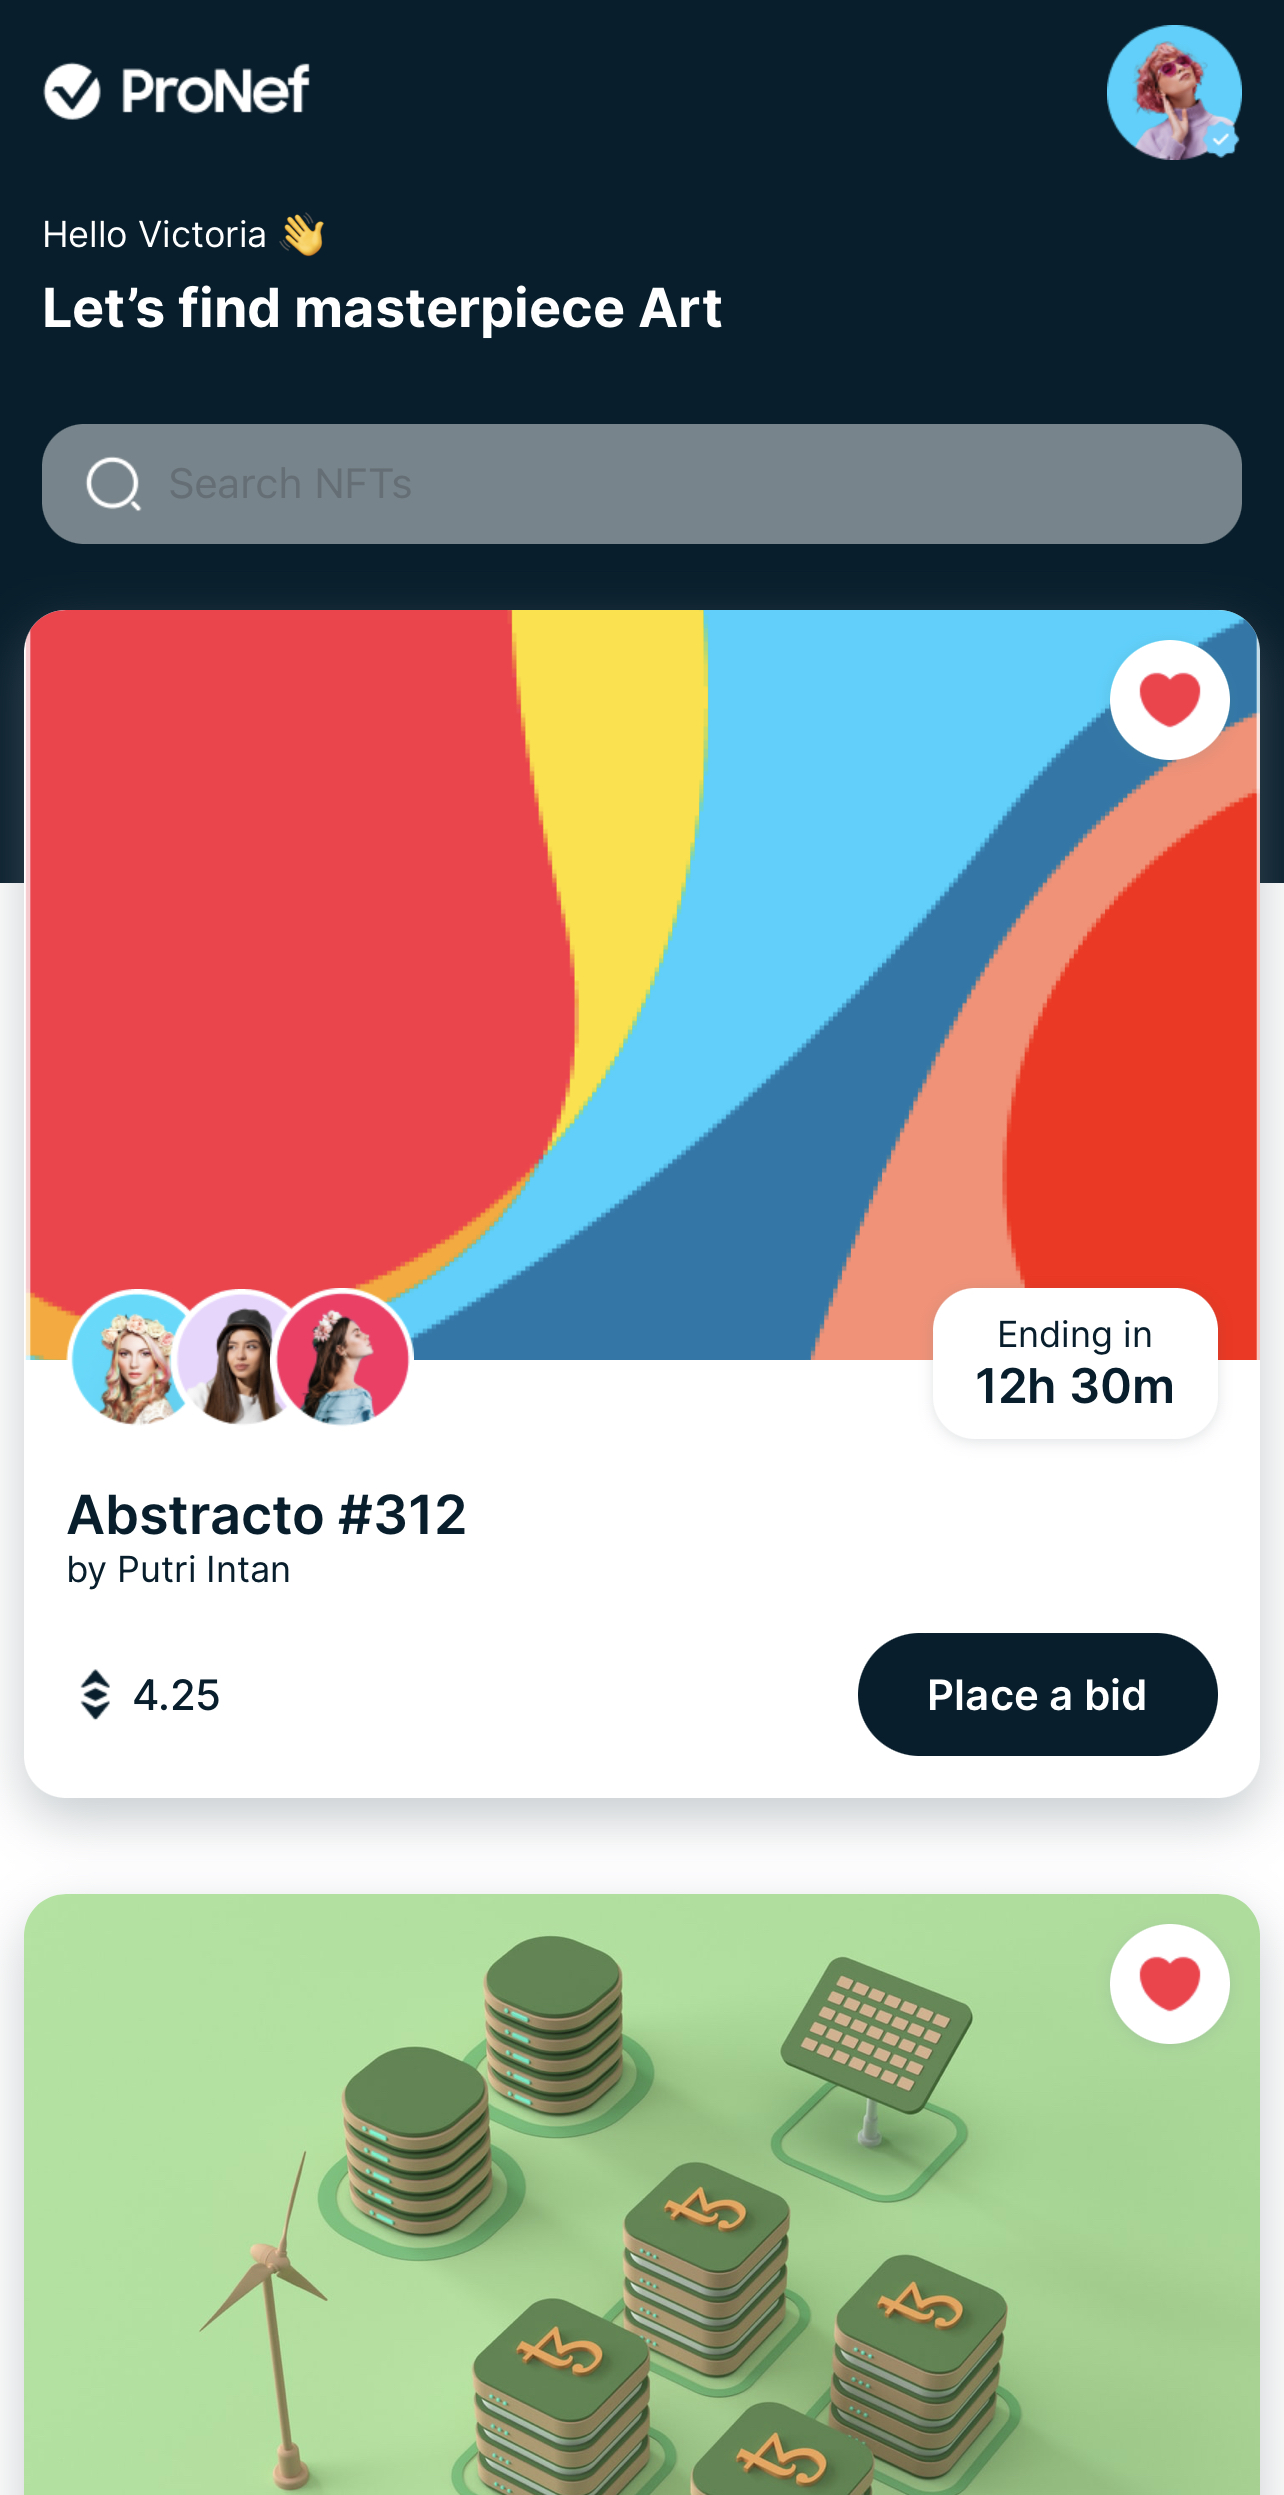 ProNef
Hello Victoria 👋
Let’s find masterpiece Art
Search NFTs
Ending in
12h 30m
Abstracto #312
by Putri Intan
4.25
Place a bid